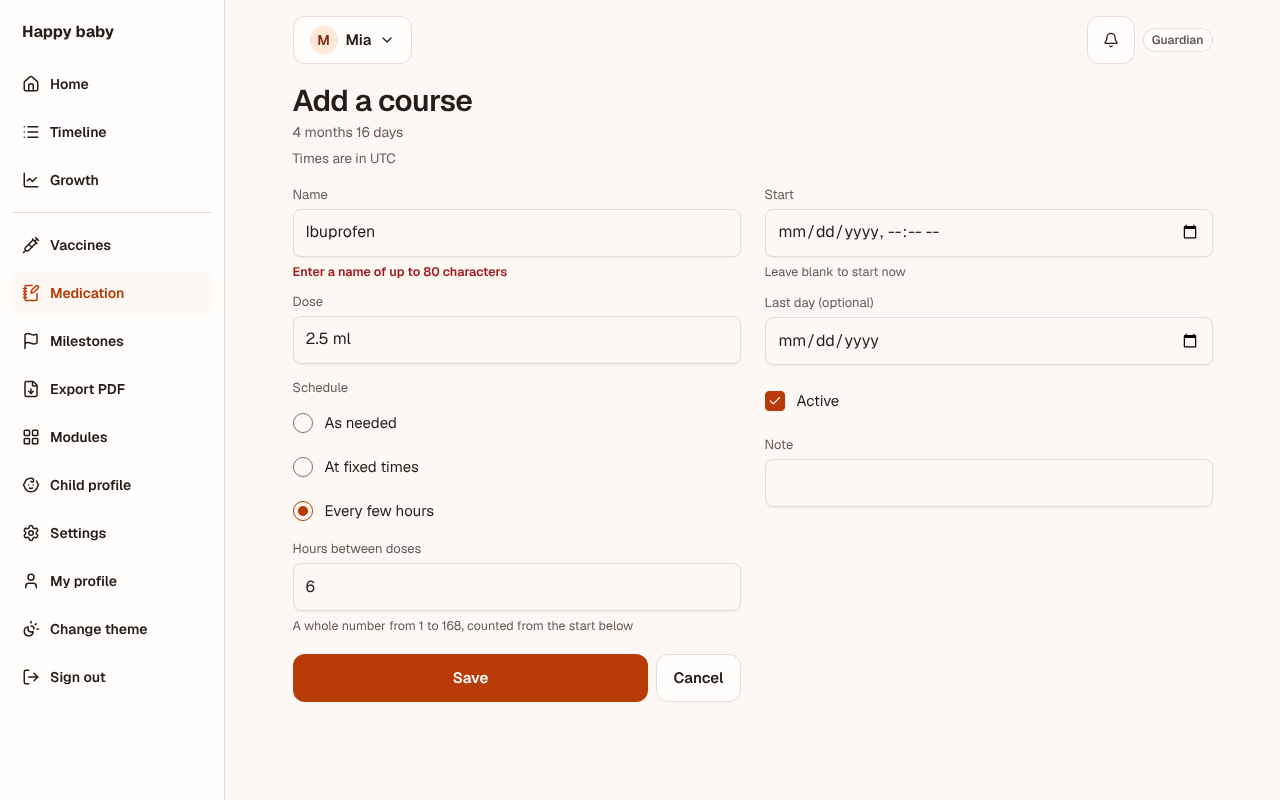 Happy baby
Home
Timeline
Growth
Vaccines
Medication
Milestones
Export PDF
Modules
Child profile
Settings
My profile
Change theme
Sign out
M Mia
Guardian
Add a course
4 months 16 days
Times are in UTC
Name
Ibuprofen
Enter a name of up to 80 characters
Dose
2.5 ml
Schedule
As needed
At fixed times
Every few hours
Hours between doses
6
A whole number from 1 to 168, counted from the start below
Save
Cancel
Start
mm/dd/yyyy, --:-- --
Leave blank to start now
Last day (optional)
mm/dd/yyyy
Active
Note